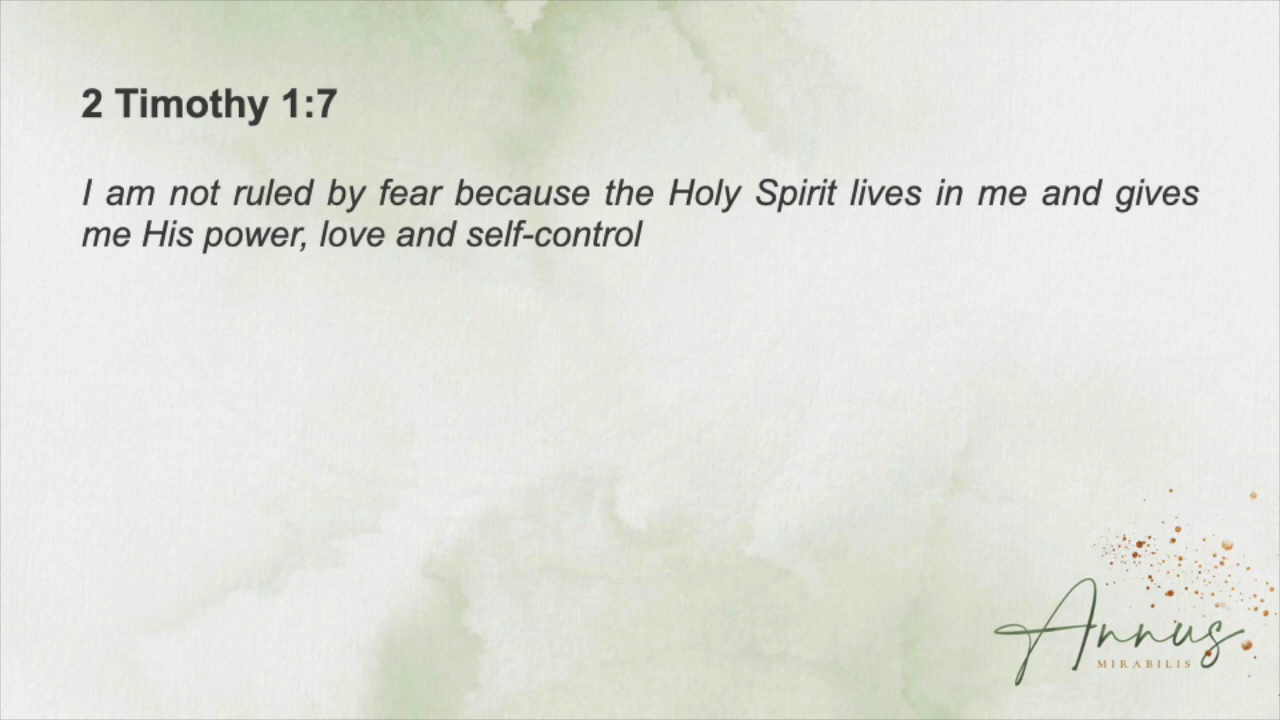 2 Timothy 1:7
I am not ruled by fear because the Holy Spirit lives in me and gives
me His power, love and self-control
Annus
MIRABILIS